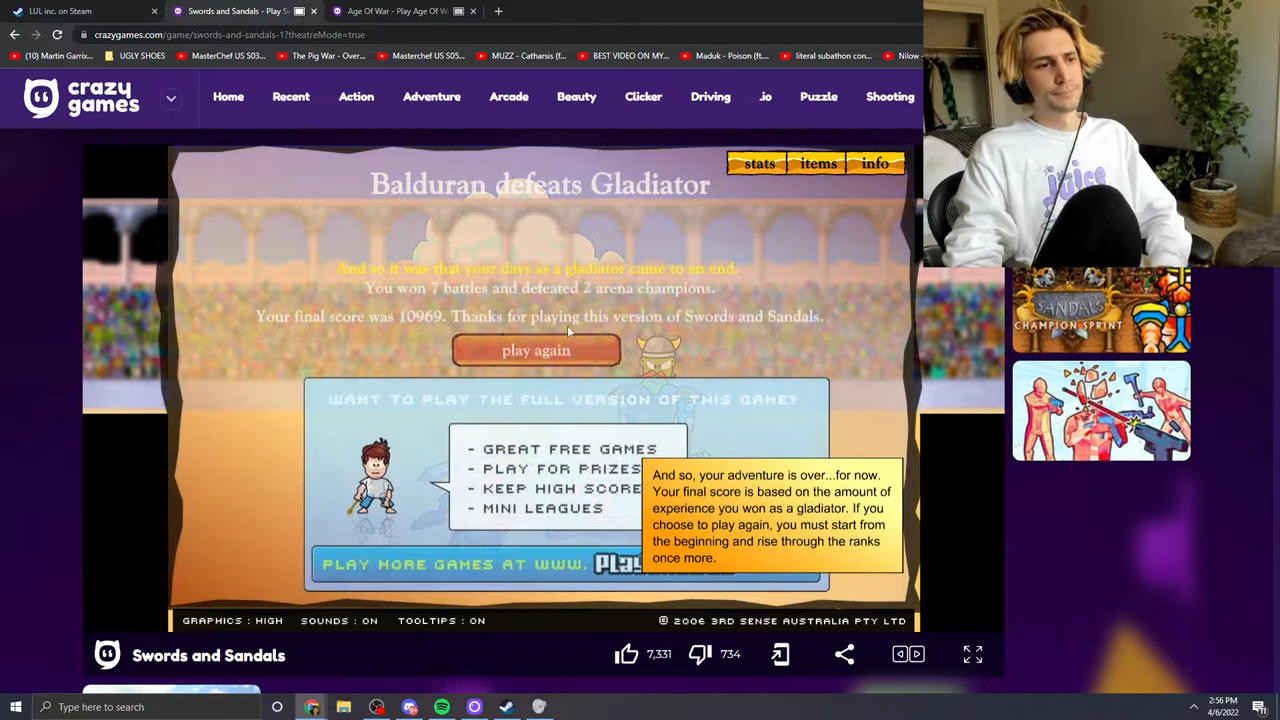 LUL inc. on Steam
Swords and Sandals - Play S
Age Of War - Play Age Of W
crazygames.com/game/swords-and-sandals-1?theatreMode=true
(10) Martin Garrix...
UGLY SHOES
MasterChef US S03...
The Pig War - Over...
Masterchef US S05...
MUZZ - Catharsis (f...
BEST VIDEO ON MY...
Maduk - Poison (ft...
literal subathon con...
Nilow
crazy games
Home
Recent
Action
Adventure
Arcade
Beauty
Clicker
Driving
.io
Puzzle
Shooting
stats
items
info
Balduran defeats Gladiator
And so it was that your days as a gladiator came to an end.
You won 7 battles and defeated 2 arena champions.
Your final score was 10969. Thanks for playing this version of Swords and Sandals.
play again
WANT TO PLAY THE FULL VERSION OF THIS GAME?
- GREAT FREE GAMES
- PLAY FOR PRIZES
- KEEP HIGH SCORE
- MINI LEAGUES
PLAY MORE GAMES AT WWW.
And so, your adventure is over...for now.
Your final score is based on the amount of
experience you won as a gladiator. If you
choose to play again, you must start from
the beginning and rise through the ranks
once more.
GRAPHICS : HIGH
SOUNDS : ON
TOOLTIPS : ON
© 2006 3RD SENSE AUSTRALIA PTY LTD
SANDALS
CHAMPION SPRINT
juice
Swords and Sandals
7,331
734
Type here to search
2:56 PM
4/6/2022